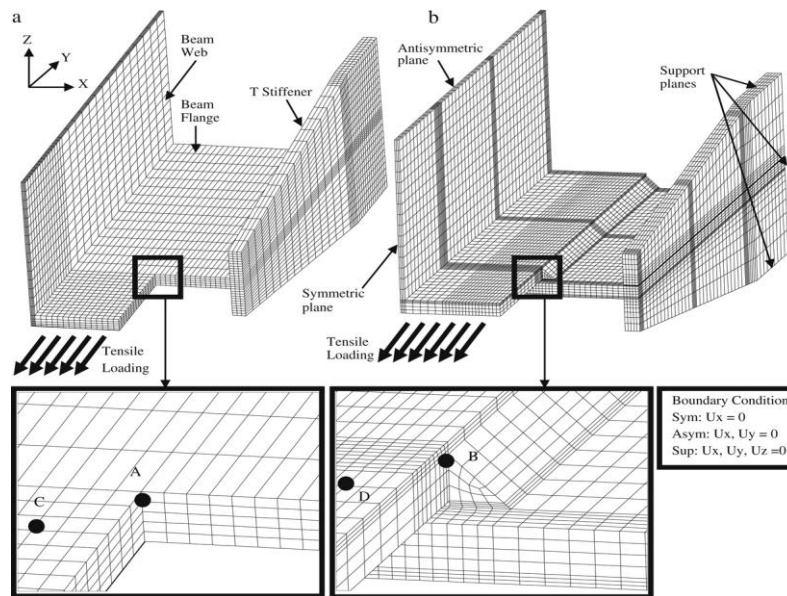 a
b
Z
Y
X
Beam
Web
Beam
Flange
T Stiffener
Tensile
Loading
Antisymmetric
plane
Support
planes
Symmetric
plane
Tensile
Loading
A
C
B
D
Boundary Condition
Sym: Ux = 0
Asym: Ux, Uy = 0
Sup: Ux, Uy, Uz =0